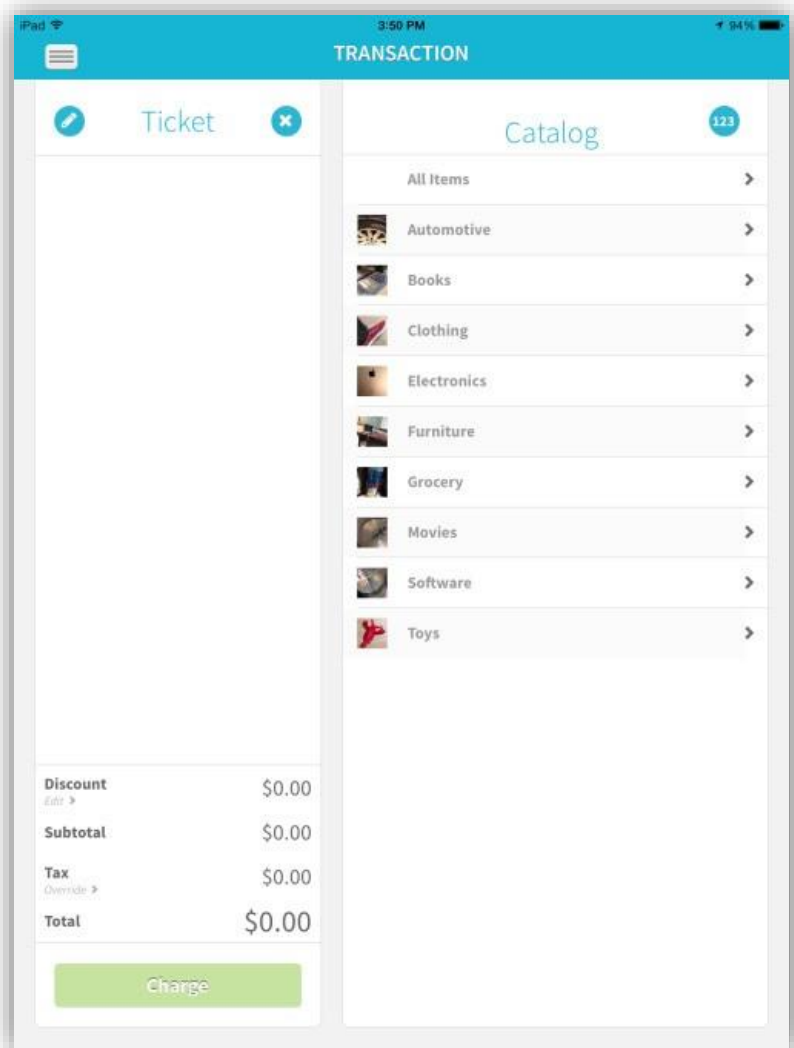 iPad 3:50 PM 94%
TRANSACTION
Ticket
Discount $0.00
Edit
Subtotal $0.00
Tax $0.00
Override
Total $0.00
Charge
Catalog 123
All Items
Automotive
Books
Clothing
Electronics
Furniture
Grocery
Movies
Software
Toys